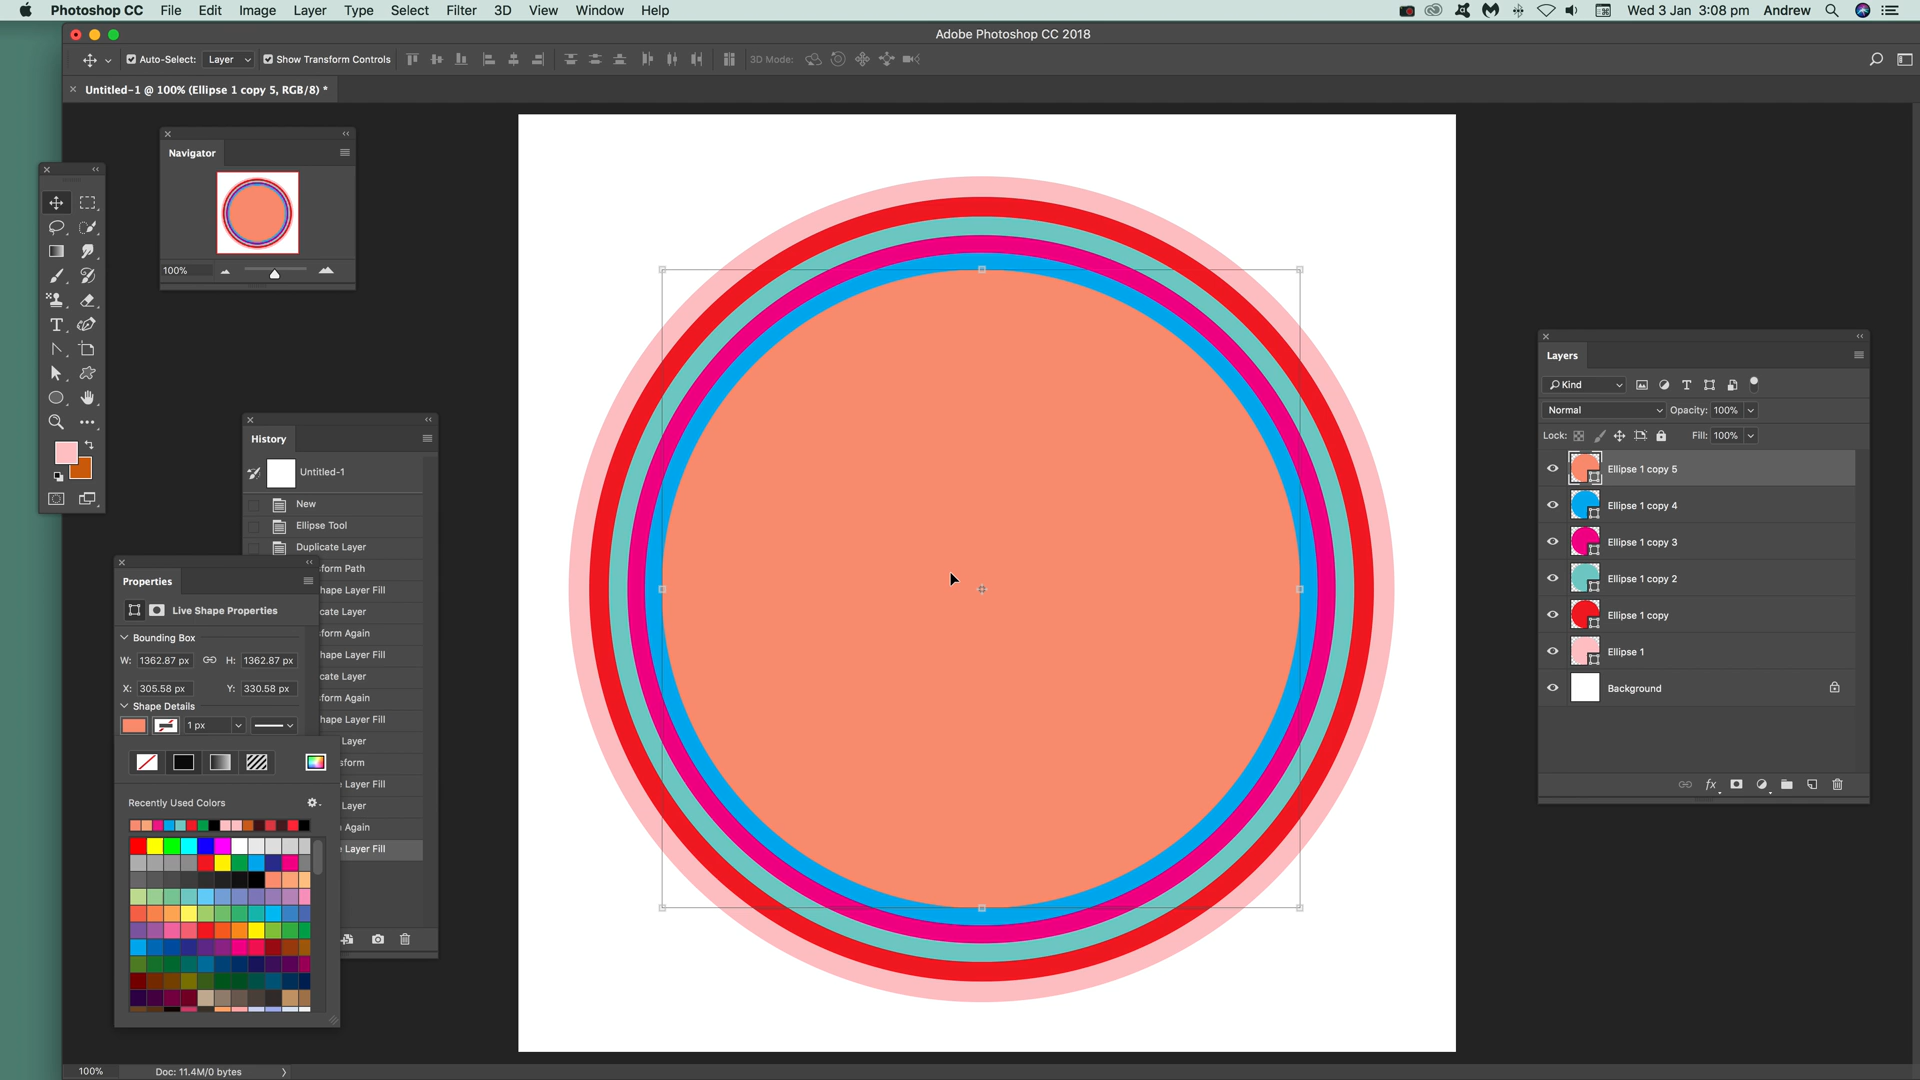 Photoshop CC File Edit Image Layer Type Select Filter 3D View Window Help Wed 3 Jan 3:08 pm Andrew
Adobe Photoshop CC 2018
Auto-Select: Layer Show Transform Controls 3D Mode:
Untitled-1 @ 100% (Ellipse 1 copy 5, RGB/8) *
Navigator
100%
History
Untitled-1
New
Ellipse Tool
Duplicate Layer
form Path
hape Layer Fill
cate Layer
form Again
hape Layer Fill
cate Layer
form Again
hape Layer Fill
Layer
sform
Layer Fill
Layer
Again
Layer Fill
Properties
Live Shape Properties
Bounding Box
W: 1362.87 px H: 1362.87 px
X: 305.58 px Y: 330.58 px
Shape Details
1 px
Recently Used Colors
Layers
Kind
Normal Opacity: 100%
Lock: Fill: 100%
Ellipse 1 copy 5
Ellipse 1 copy 4
Ellipse 1 copy 3
Ellipse 1 copy 2
Ellipse 1 copy
Ellipse 1
Background
100% Doc: 11.4M/0 bytes